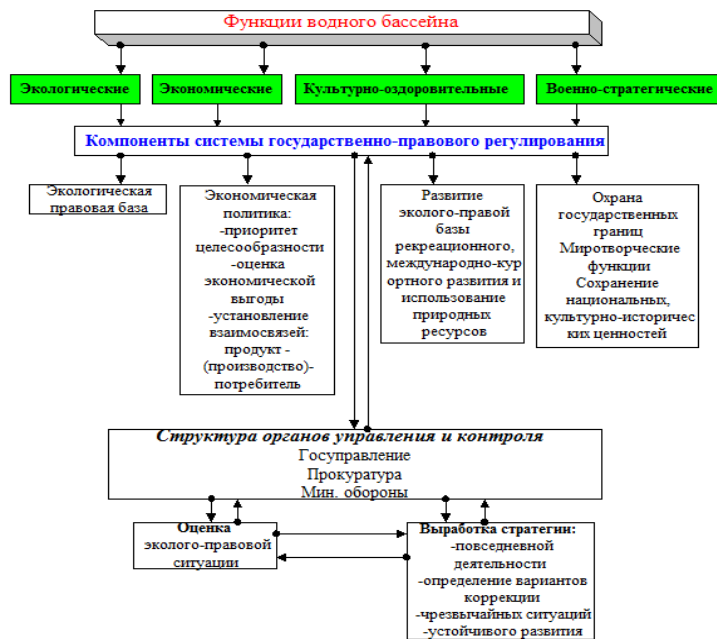 Функции водного бассейна
Экологические
Экономические
Культурно-оздоровительные
Военно-стратегические
Компоненты системы государственно-правового регулирования
Экологическая
правовая база
Экономическая
политика:
-приоритет
целесообразности
-оценка
экономической
выгоды
-установление
взаимосвязей:
продукт -
(производство)-
потребитель
Развитие
эколого-правой
базы
рекреационного,
международно-кур
ортного развития и
использование
природных
ресурсов
Охрана
государственных
границ
Миротворческие
функции
Сохранение
национальных,
культурно-историчес
ких ценностей
Структура органов управления и контроля
Госуправление
Прокуратура
Мин. обороны
Оценка
эколого-правовой
ситуации
Выработка стратегии:
-повседневной
деятельности
-определение вариантов
коррекции
-чрезвычайных ситуаций
-устойчивого развития